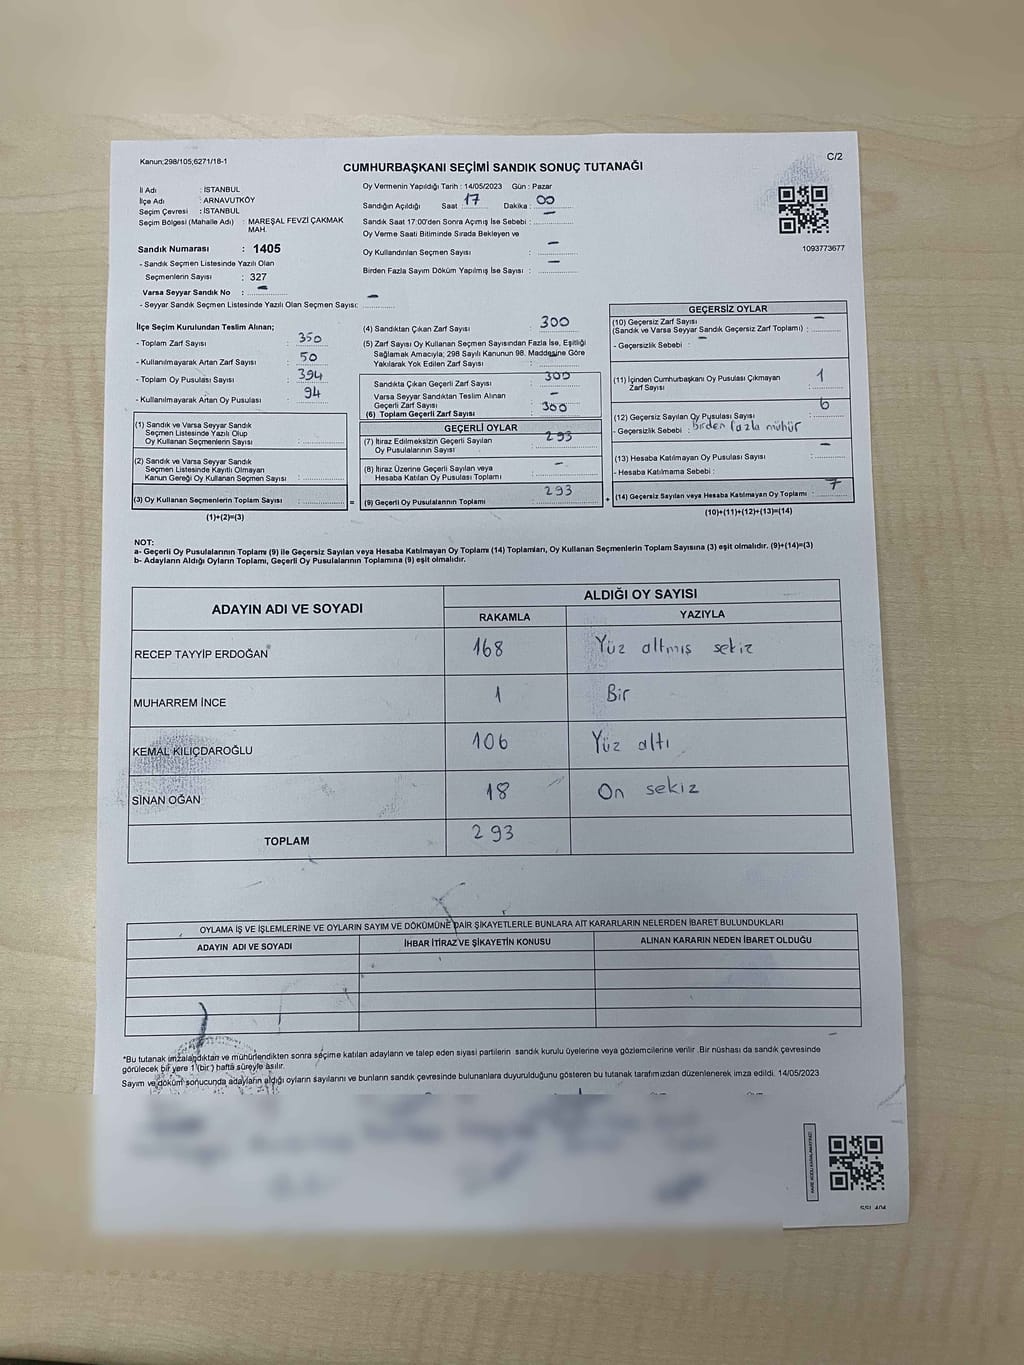 Kanun;298/105;6271/18-1
C/2
CUMHURBAŞKANI SEÇİMİ SANDIK SONUÇ TUTANAĞI
İl Adı : İSTANBUL
İlçe Adı : ARNAVUTKÖY
Seçim Çevresi : İSTANBUL
Seçim Bölgesi (Mahalle Adı) : MAREŞAL FEVZİ ÇAKMAK
MAH.
Sandık Numarası : 1405
- Sandık Seçmen Listesinde Yazılı Olan
Seçmenlerin Sayısı : 327
Varsa Seyyar Sandık No : -
- Seyyar Sandık Seçmen Listesinde Yazılı Olan Seçmen Sayısı: -
Oy Vermenin Yapıldığı Tarih : 14/05/2023 Gün : Pazar
Sandığın Açıldığı Saat : 17 Dakika : 00
Sandık Saat 17:00'den Sonra Açımış İse Sebebi : -
Oy Verme Saati Bitiminde Sırada Bekleyen ve
Oy Kullandırılan Seçmen Sayısı : -
Birden Fazla Sayım Döküm Yapılmış İse Sayısı : -
1093773677
İlçe Seçim Kurulundan Teslim Alınan;
- Toplam Zarf Sayısı : 350
- Kullanılmayarak Artan Zarf Sayısı : 50
- Toplam Oy Pusulası Sayısı : 394
- Kullanılmayarak Artan Oy Pusulası : 94
(1) Sandık ve Varsa Seyyar Sandık
Seçmen Listesinde Yazılı Olup
Oy Kullanan Seçmenlerin Sayısı :
(2) Sandık ve Varsa Seyyar Sandık
Seçmen Listesinde Kayıtlı Olmayan
Kanun Gereği Oy Kullanan Seçmen Sayısı :
(3) Oy Kullanan Seçmenlerin Toplam Sayısı : =
(1)+(2)=(3)
(4) Sandıktan Çıkan Zarf Sayısı : 300
(5) Zarf Sayısı Oy Kullanan Seçmen Sayısından Fazla İse, Eşitliği
Sağlamak Amacıyla; 298 Sayılı Kanunun 98. Maddesine Göre
Yakılarak Yok Edilen Zarf Sayısı : -
Sandıkta Çıkan Geçerli Zarf Sayısı : 300
Varsa Seyyar Sandıktan Teslim Alınan
Geçerli Zarf Sayısı : -
(6) Toplam Geçerli Zarf Sayısı : 300
GEÇERLİ OYLAR
(7) İtiraz Edilmeksizin Geçerli Sayılan
Oy Pusulalarının Sayısı : 293
(8) İtiraz Üzerine Geçerli Sayılan veya
Hesaba Katılan Oy Pusulası Toplamı : -
(9) Geçerli Oy Pusulalarının Toplamı : 293 +
GEÇERSİZ OYLAR
(10) Geçersiz Zarf Sayısı
(Sandık ve Varsa Seyyar Sandık Geçersiz Zarf Toplamı) : -
- Geçersizlik Sebebi : -
(11) İçinden Cumhurbaşkanı Oy Pusulası Çıkmayan
Zarf Sayısı : 1
(12) Geçersiz Sayılan Oy Pusulası Sayısı : 6
- Geçersizlik Sebebi : Birden fazla mühür
(13) Hesaba Katılmayan Oy Pusulası Sayısı : -
- Hesaba Katılmama Sebebi :
(14) Geçersiz Sayılan veya Hesaba Katılmayan Oy Toplamı : 7
(10)+(11)+(12)+(13)=(14)
NOT:
a- Geçerli Oy Pusulalarının Toplamı (9) ile Geçersiz Sayılan veya Hesaba Katılmayan Oy Toplamı (14) Toplamları, Oy Kullanan Seçmenlerin Toplam Sayısına (3) eşit olmalıdır. (9)+(14)=(3)
b- Adayların Aldığı Oyların Toplamı, Geçerli Oy Pusulalarının Toplamına (9) eşit olmalıdır.
ADAYIN ADI VE SOYADI ALDIĞI OY SAYISI
RAKAMLA YAZIYLA
RECEP TAYYİP ERDOĞAN 168 Yüz altmış sekiz
MUHARREM İNCE 1 Bir
KEMAL KILIÇDAROĞLU 106 Yüz altı
SİNAN OĞAN 18 On sekiz
TOPLAM 293
OYLAMA İŞ VE İŞLEMLERİNE VE OYLARIN SAYIM VE DÖKÜMÜNE DAİR ŞİKAYETLERLE BUNLARA AİT KARARLARIN NELERDEN İBARET BULUNDUKLARI
ADAYIN ADI VE SOYADI İHBAR İTİRAZ VE ŞİKAYETİN KONUSU ALINAN KARARIN NEDEN İBARET OLDUĞU
*Bu tutanak imzalandıktan ve mühürlendikten sonra seçime katılan adayların ve talep eden siyasi partilerin sandık kurulu üyelerine veya gözlemcilerine verilir. Bir nüshası da sandık çevresinde
görülecek bir yere 1 (bir) hafta süreyle asılır.
Sayım ve döküm sonucunda adayların aldığı oyların sayılarını ve bunların sandık çevresinde bulunanlara duyurulduğunu gösteren bu tutanak tarafımızdan düzenlenerek imza edildi. 14/05/2023